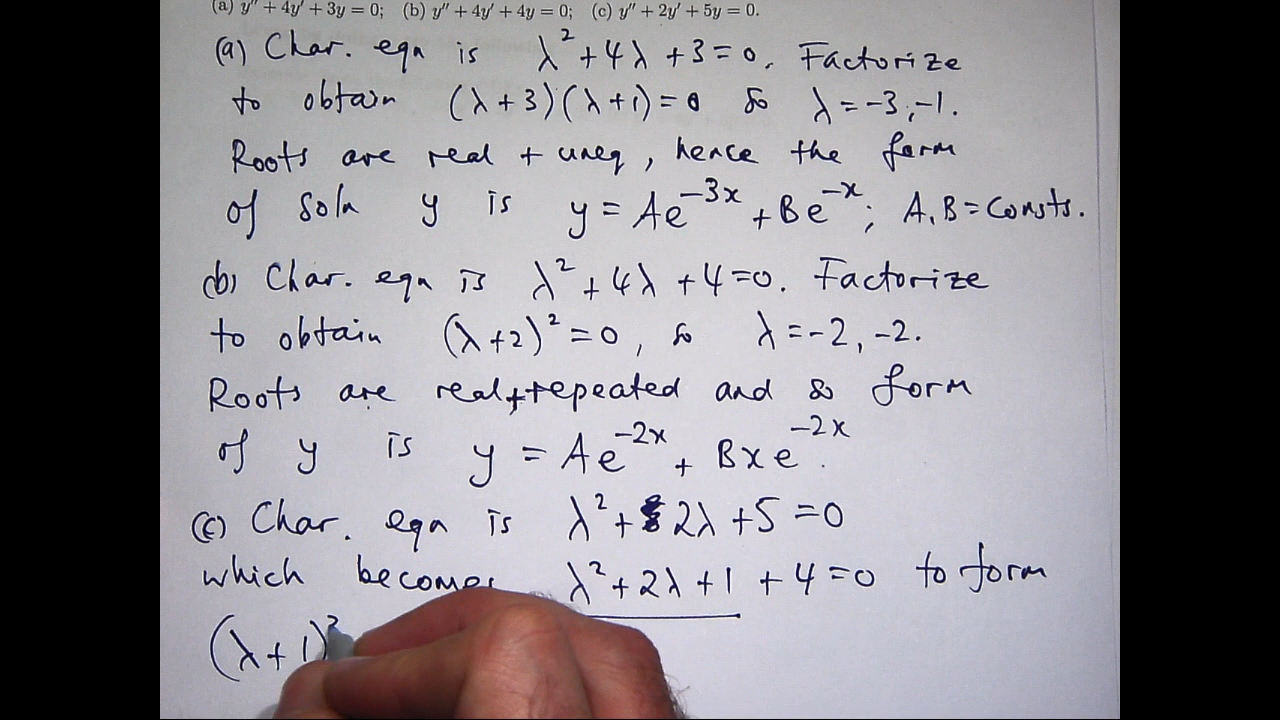 (a) y'' + 4y' + 3y = 0; (b) y'' + 4y' + 4y = 0; (c) y'' + 2y' + 5y = 0.
(a) Char. eqn is λ² + 4λ + 3 = 0. Factorize
to obtain (λ + 3)(λ + 1) = 0 so λ = -3, -1.
Roots are real + uneq, hence the form
of soln y is y = Ae^{-3x} + Be^{-x}; A, B = consts.
(b) Char. eqn is λ² + 4λ + 4 = 0. Factorize
to obtain (λ + 2)² = 0, so λ = -2, -2.
Roots are real + repeated and so form
of y is y = Ae^{-2x} + Bxe^{-2x}.
(c) Char. eqn is λ² + 2λ + 5 = 0
which becomes λ² + 2λ + 1 + 4 = 0 to form
(λ + 1)²